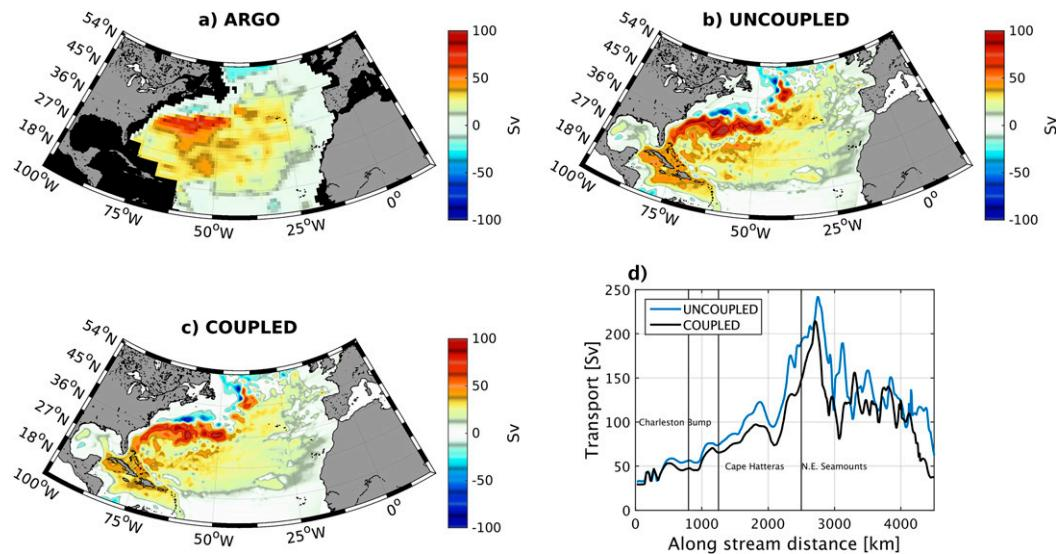 a) ARGO
54°N
45°N
36°N
27°N
18°N
100°W
75°W
50°W
25°W
0°
100
50
0
-50
-100
Sv
b) UNCOUPLED
54°N
45°N
36°N
27°N
18°N
100°W
75°W
50°W
25°W
0°
100
50
0
-50
-100
Sv
c) COUPLED
54°N
45°N
36°N
27°N
18°N
100°W
75°W
50°W
25°W
0°
100
50
0
-50
-100
Sv
d)
250
200
150
100
50
0
Transport [Sv]
UNCOUPLED
COUPLED
Charleston Bump
Cape Hatteras
N.E. Seamounts
0 1000 2000 3000 4000
Along stream distance [km]